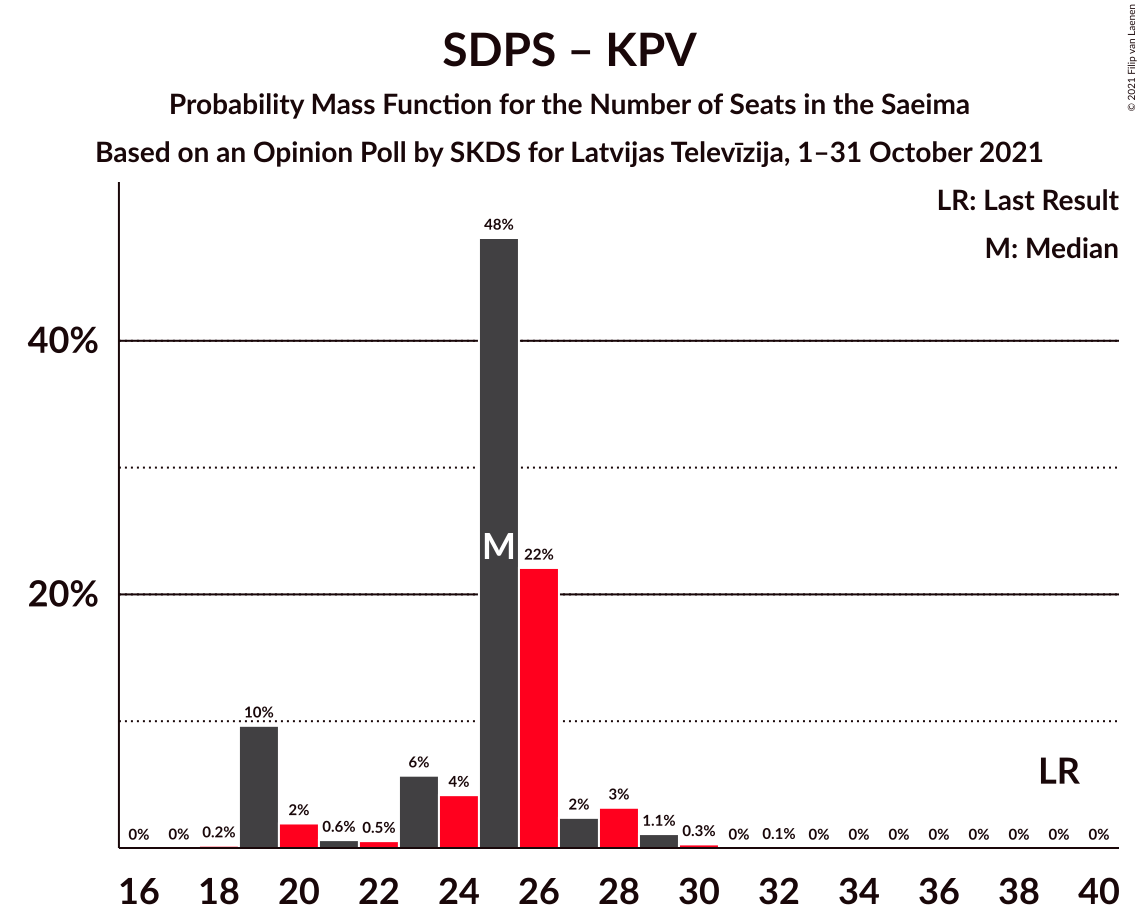 SDPS – KPV
Probability Mass Function for the Number of Seats in the Saeima
Based on an Opinion Poll by SKDS for Latvijas Televīzija, 1–31 October 2021
© 2021 Filip van Laenen
LR: Last Result
M: Median
48%
40%
M
22%
20%
10%
LR
6%
4%
3%
2%
2%
1.1%
0.6%
0.5%
0.3%
0% 0% 0.2% 0% 0.1% 0% 0% 0% 0% 0% 0% 0% 0%
16 18 20 22 24 26 28 30 32 34 36 38 40